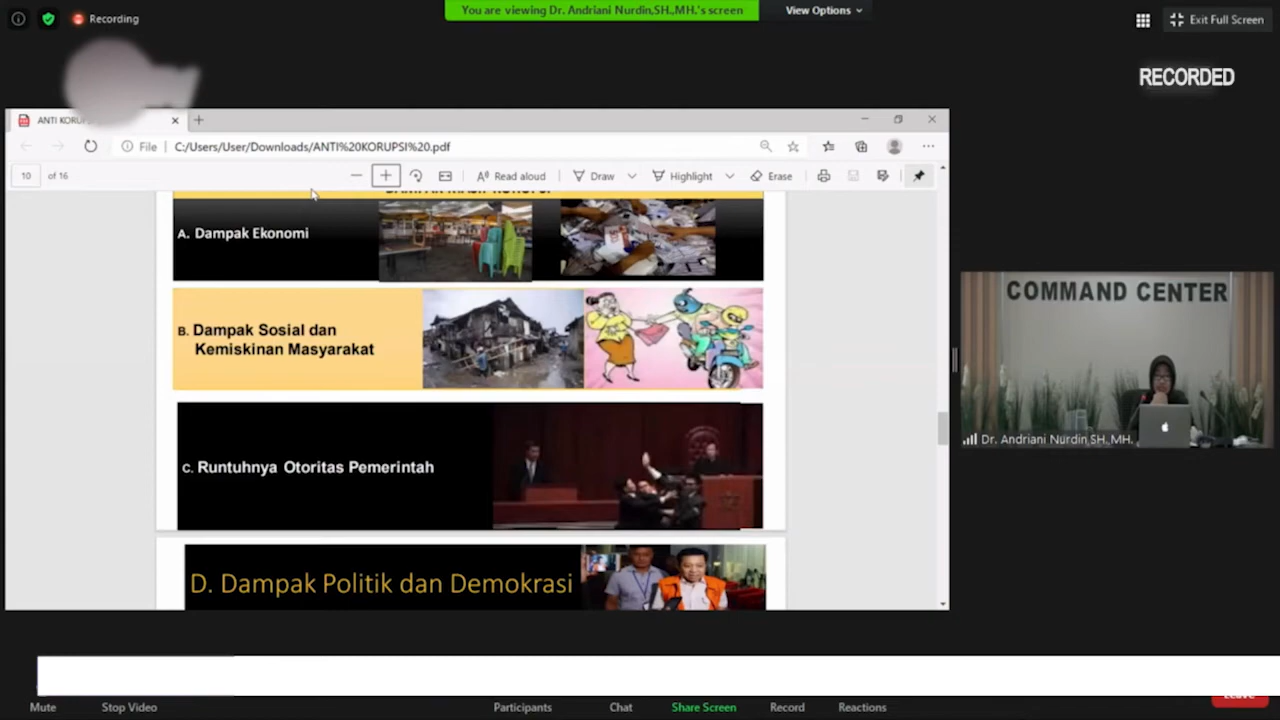 Recording
You are viewing Dr. Andriani Nurdin,SH.,MH.'s screen
View Options
Exit Full Screen
RECORDED
ANTI
File
C:/Users/User/Downloads/ANTI%20KORUPSI%20.pdf
10 of 16
Read aloud
Draw
Highlight
Erase
A. Dampak Ekonomi
B. Dampak Sosial dan
Kemiskinan Masyarakat
C. Runtuhnya Otoritas Pemerintah
D. Dampak Politik dan Demokrasi
COMMAND CENTER
Dr. Andriani Nurdin,SH.,MH.
Mute
Stop Video
Participants
Chat
Share Screen
Record
Reactions